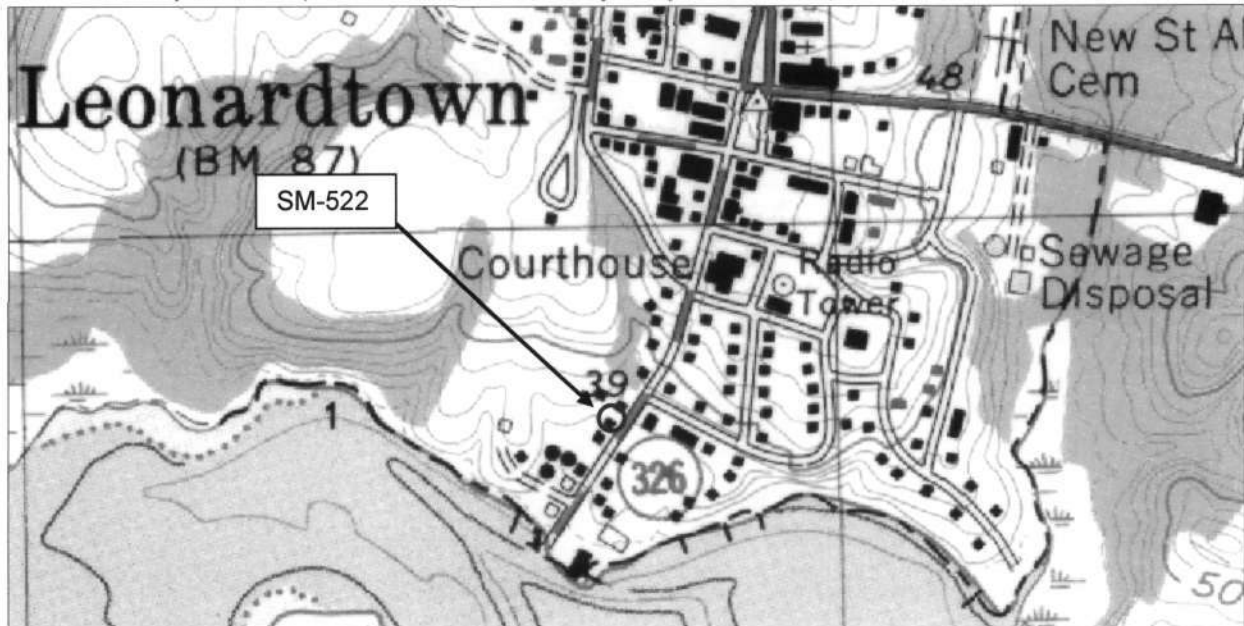 New St Al
Cem
48
Leonardtown
(BM 87)
SM-522
Courthouse
Radio
Tower
Sewage
Disposal
39
1
326
50